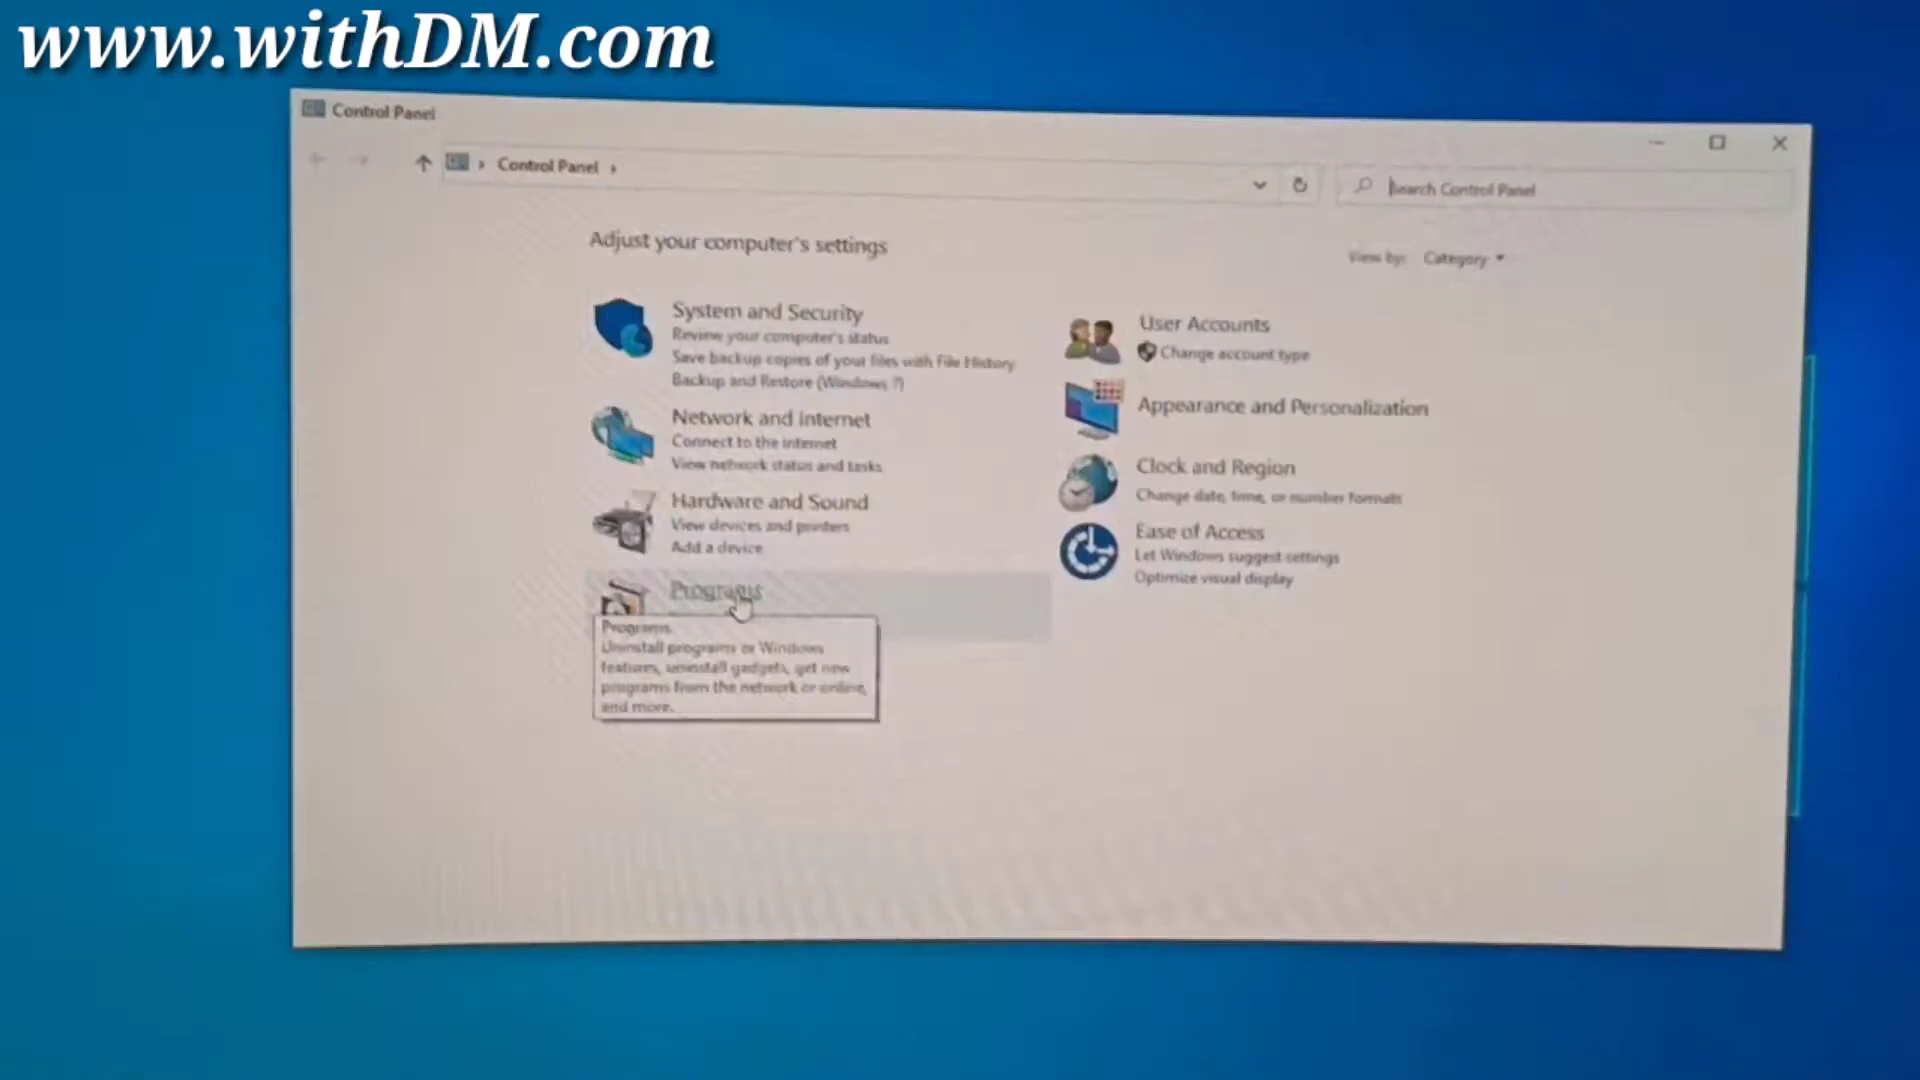 www.withDM.com
Control Panel
Control Panel
Search Control Panel
Adjust your computer's settings
View by: Category
System and Security
Review your computer's status
Save backup copies of your files with File History
Backup and Restore (Windows 7)
Network and Internet
Connect to the Internet
View network status and tasks
Hardware and Sound
View devices and printers
Add a device
Programs
Programs
Uninstall programs or Windows
features, uninstall gadgets, get new
programs from the network or online,
and more.
User Accounts
Change account type
Appearance and Personalization
Clock and Region
Change date, time, or number formats
Ease of Access
Let Windows suggest settings
Optimize visual display